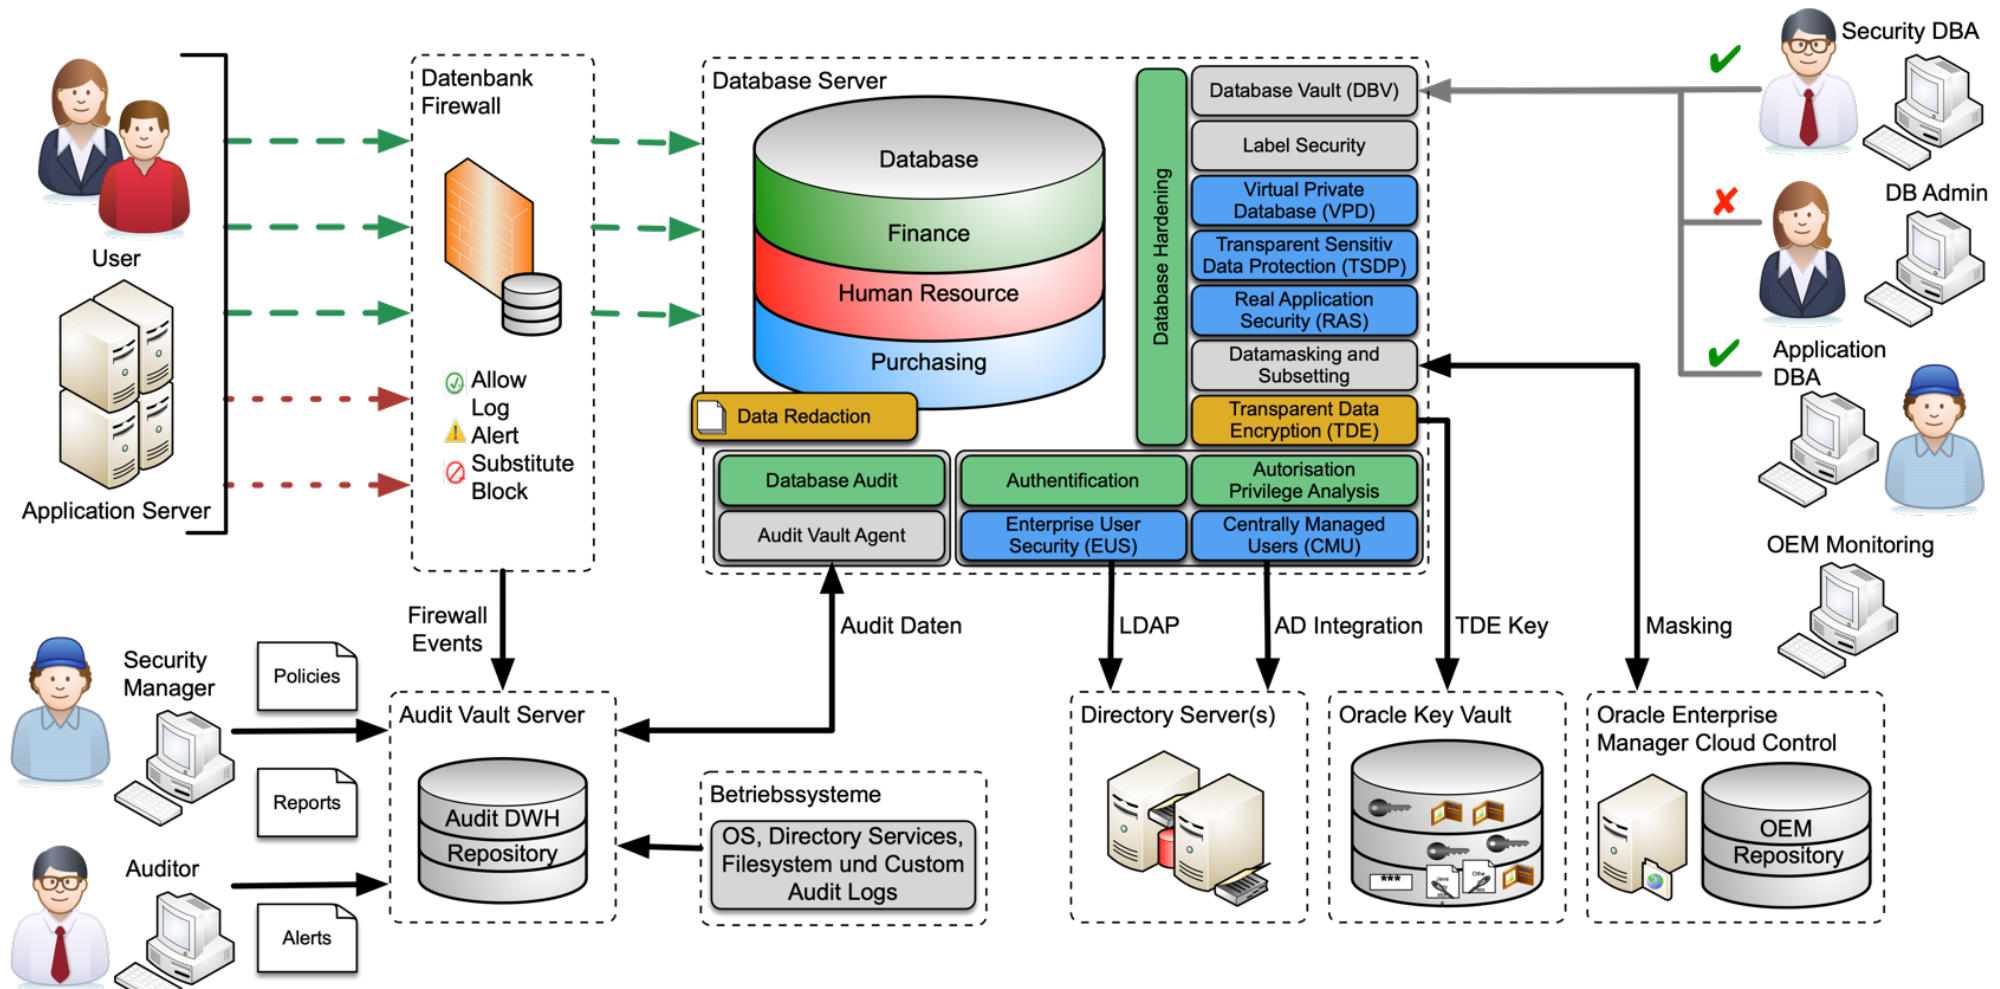 User
Application Server
Datenbank
Firewall
Allow
Log
Alert
Substitute
Block
Database Server
Database
Finance
Human Resource
Purchasing
Data Redaction
Database Hardening
Database Vault (DBV)
Label Security
Virtual Private
Database (VPD)
Transparent Sensitiv
Data Protection (TSDP)
Real Application
Security (RAS)
Datamasking and
Subsetting
Transparent Data
Encryption (TDE)
Database Audit
Audit Vault Agent
Authentification
Enterprise User
Security (EUS)
Autorisation
Privilege Analysis
Centrally Managed
Users (CMU)
Security DBA
DB Admin
Application
DBA
OEM Monitoring
Firewall
Events
Audit Daten
LDAP
AD Integration
TDE Key
Masking
Security
Manager
Policies
Reports
Auditor
Alerts
Audit Vault Server
Audit DWH
Repository
Betriebssysteme
OS, Directory Services,
Filesystem und Custom
Audit Logs
Directory Server(s)
Oracle Key Vault
***
Java
Oracle Enterprise
Manager Cloud Control
OEM
Repository